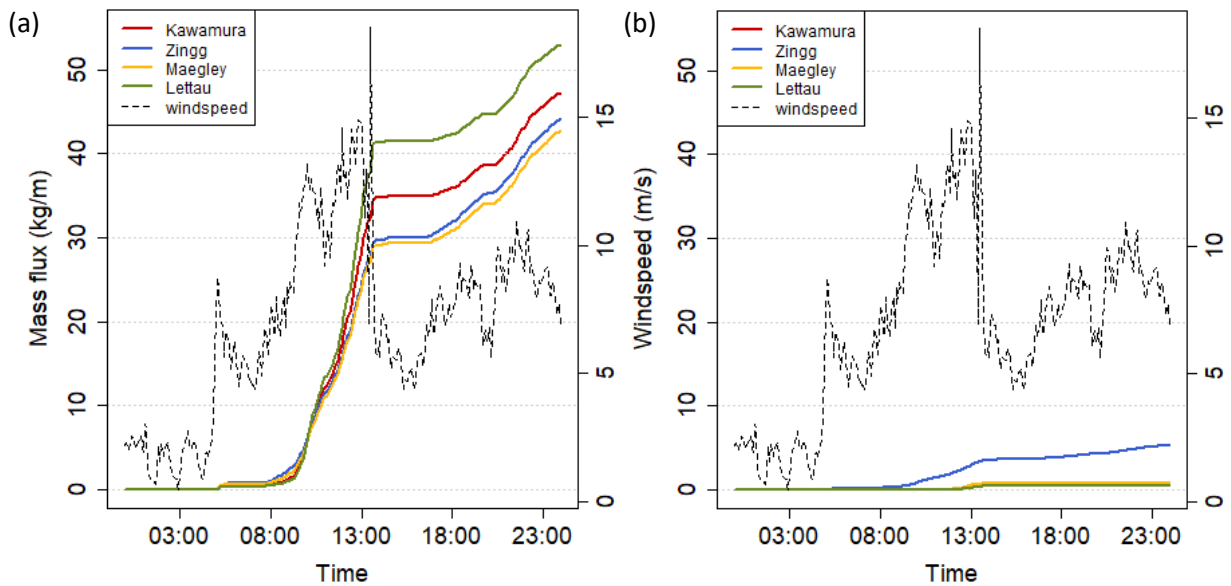 (a)
Kawamura
Zingg
Maegley
Lettau
windspeed
Mass flux (kg/m)
50
40
30
20
10
0
15
10
5
0
03:00 08:00 13:00 18:00 23:00
Time
(b)
Kawamura
Zingg
Maegley
Lettau
windspeed
Windspeed (m/s)
50
40
30
20
10
0
15
10
5
0
03:00 08:00 13:00 18:00 23:00
Time